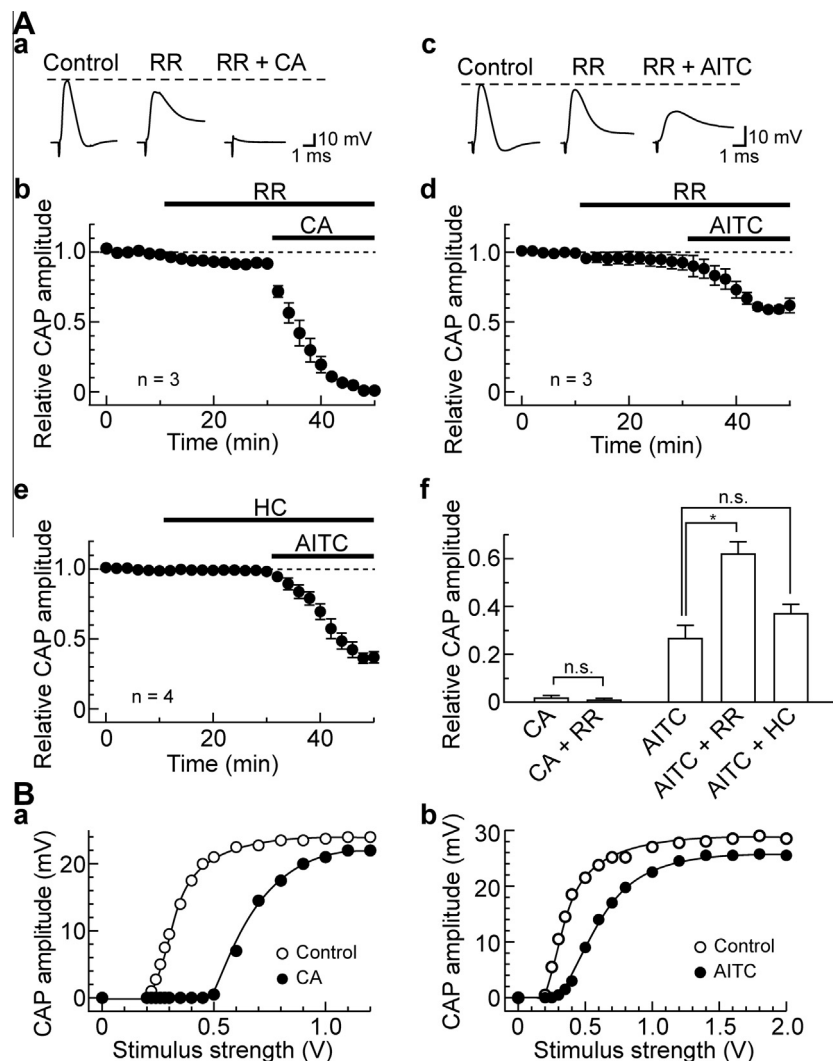 A
a
Control RR RR + CA
10 mV
1 ms
c
Control RR RR + AITC
10 mV
1 ms
b
RR
CA
Relative CAP amplitude
1.0
0.5
0
n = 3
0 20 40
Time (min)
d
RR
AITC
Relative CAP amplitude
1.0
0.5
0
n = 3
0 20 40
Time (min)
e
HC
AITC
Relative CAP amplitude
1.0
0.5
0
n = 4
0 20 40
Time (min)
f
n.s.
*
n.s.
Relative CAP amplitude
0.6
0.4
0.2
0
CA
CA + RR
AITC
AITC + RR
AITC + HC
B
a
CAP amplitude (mV)
20
10
0
Control
CA
0 0.5 1.0
Stimulus strength (V)
b
CAP amplitude (mV)
30
20
10
0
Control
AITC
0 0.5 1.0 1.5 2.0
Stimulus strength (V)